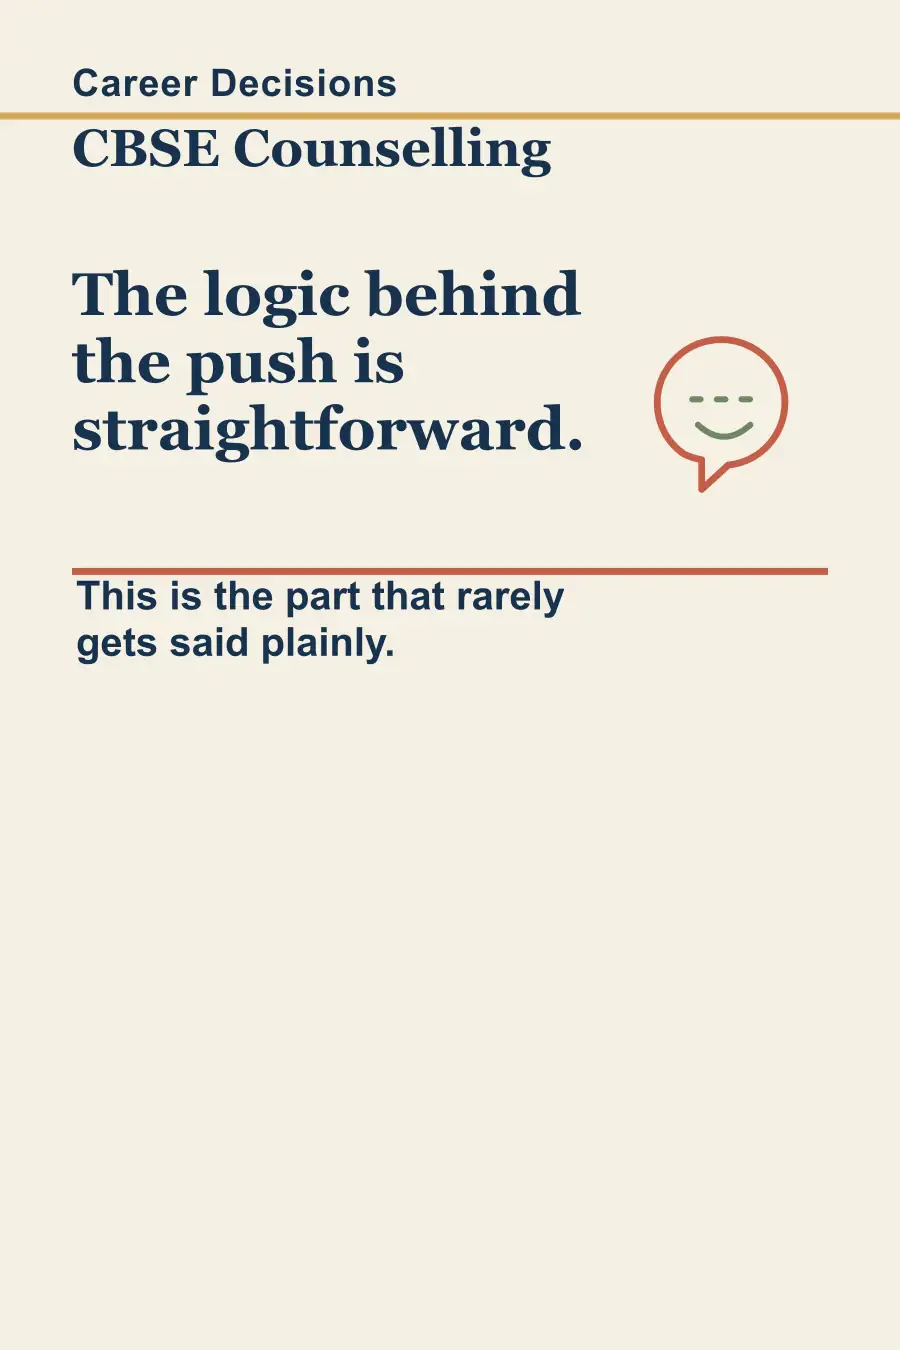 Career Decisions
CBSE Counselling
The logic behind
the push is
straightforward.
This is the part that rarely
gets said plainly.